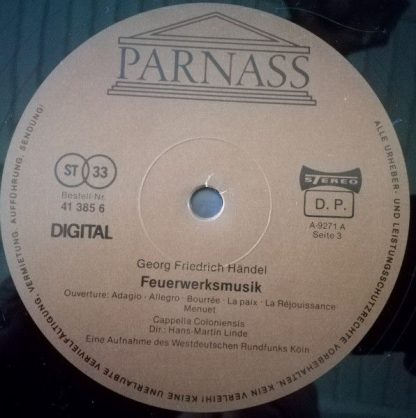 PARNASS
ST 33
Bestell-Nr.
41 385 6
DIGITAL
STEREO
D. P.
A-9271 A
Seite 3
Georg Friedrich Händel
Feuerwerksmusik
Ouverture: Adagio · Allegro · Bourrée · La paix · La Réjouissance
Menuet
Cappella Coloniensis
Dir.: Hans-Martin Linde
Eine Aufnahme des Westdeutschen Rundfunks Köln
ALLE URHEBER- UND LEISTUNGSSCHUTZRECHTE VORBEHALTEN. KEIN VERLEIH! KEINE UNERLAUBTE VERVIELFÄLTIGUNG, VERMIETUNG, AUFFÜHRUNG, SENDUNG!